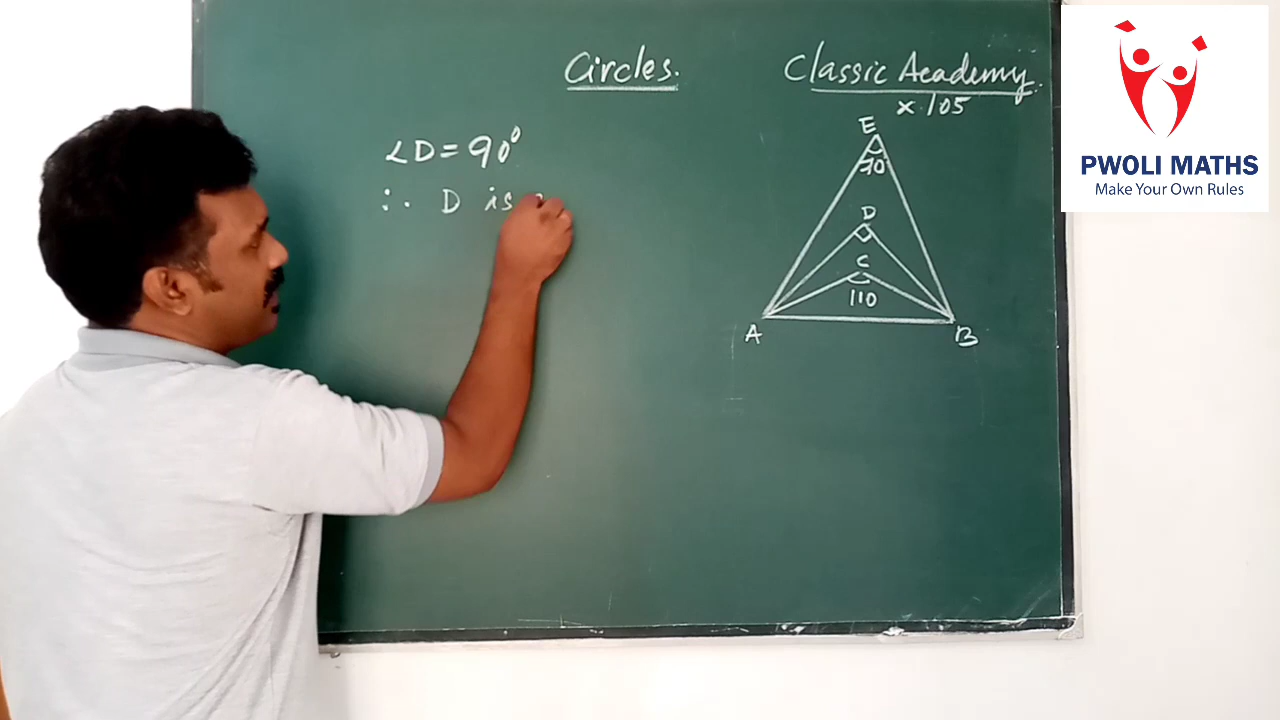 Circles.
Classic Academy
x.105
∠D = 90°
∴ D is
E
70°
D
C
110
A
B
PWOLI MATHS
Make Your Own Rules